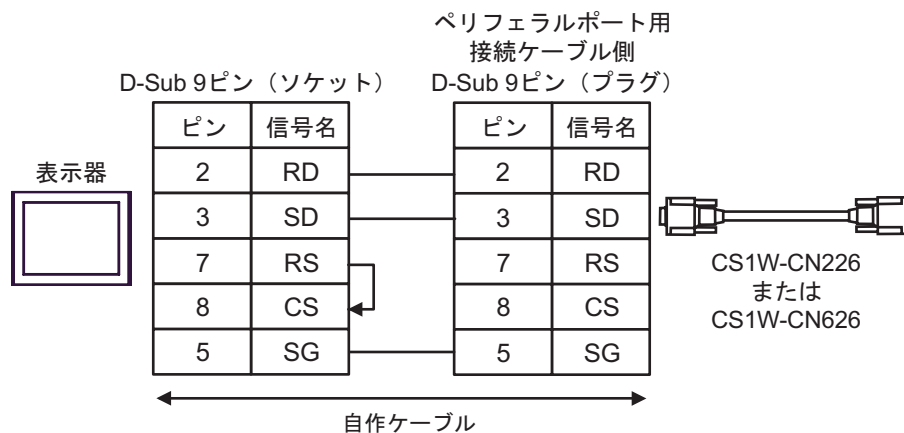 ペリフェラルポート用
接続ケーブル側
D-Sub 9ピン（ソケット） D-Sub 9ピン（プラグ）
ピン 信号名 ピン 信号名
表示器
2 RD 2 RD
3 SD 3 SD
7 RS 7 RS
8 CS 8 CS
5 SG 5 SG
CS1W-CN226
または
CS1W-CN626
自作ケーブル